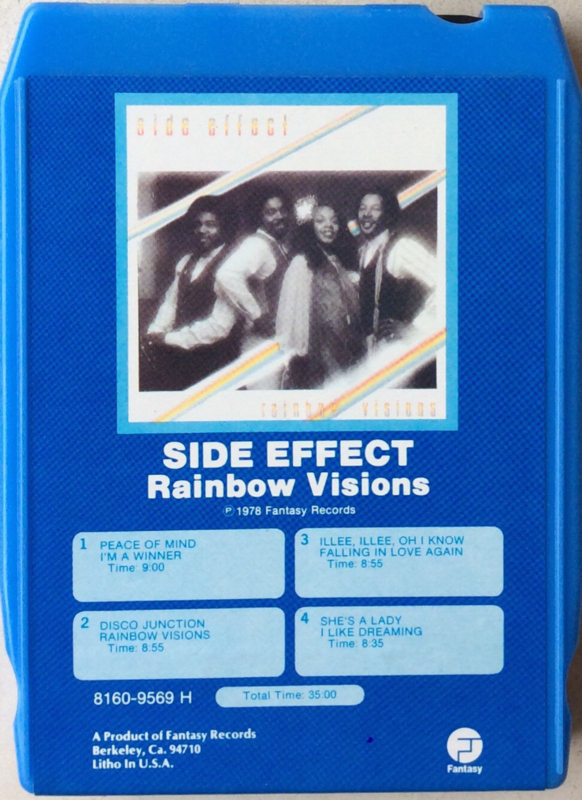 side effect
rainbow visions
SIDE EFFECT
Rainbow Visions
Ⓟ 1978 Fantasy Records
1 PEACE OF MIND
I'M A WINNER
Time: 9:00
2 DISCO JUNCTION
RAINBOW VISIONS
Time: 8:55
3 ILLEE, ILLEE, OH I KNOW
FALLING IN LOVE AGAIN
Time: 8:55
4 SHE'S A LADY
I LIKE DREAMING
Time: 8:35
8160-9569 H
Total Time: 35:00
A Product of Fantasy Records
Berkeley, Ca. 94710
Litho In U.S.A.
Fantasy